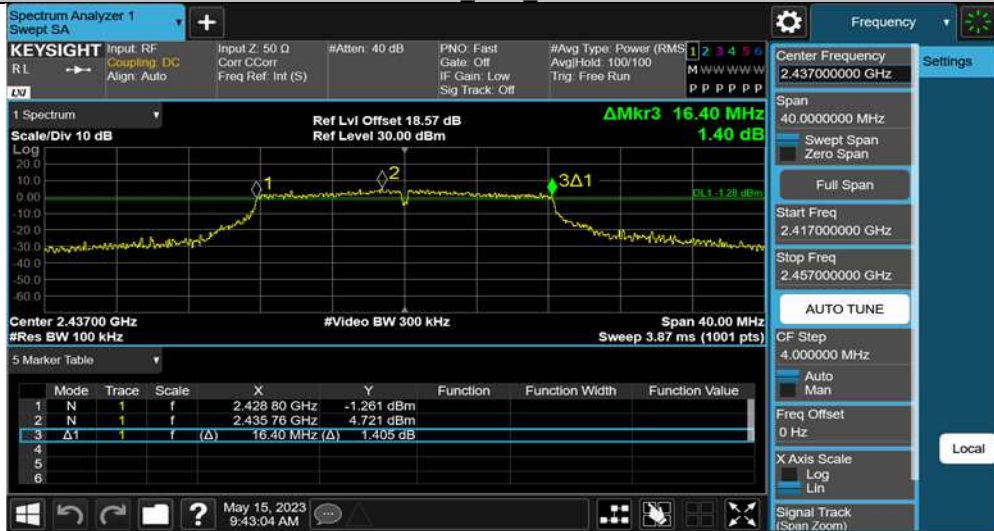 Spectrum Analyzer 1
Swept SA
+
Frequency
KEYSIGHT
RL
LXI
Input: RF
Coupling: DC
Align: Auto
Input Z: 50 Ω
Corr CCorr
Freq Ref: Int (S)
#Atten: 40 dB
PNO: Fast
Gate: Off
IF Gain: Low
Sig Track: Off
#Avg Type: Power (RMS
Avg|Hold: 100/100
Trig: Free Run
1 2 3 4 5 6
M W W W W W
P P P P P P
1 Spectrum
Scale/Div 10 dB
Ref Lvl Offset 18.57 dB
Ref Level 30.00 dBm
ΔMkr3 16.40 MHz
1.40 dB
Log
20.0
10.0
0.00
-10.0
-20.0
-30.0
-40.0
-50.0
-60.0
1
2
3Δ1
DL1 -1.28 dBm
Center 2.43700 GHz
#Res BW 100 kHz
#Video BW 300 kHz
Span 40.00 MHz
Sweep 3.87 ms (1001 pts)
5 Marker Table
Mode Trace Scale X Y Function Function Width Function Value
1 N 1 f 2.428 80 GHz -1.261 dBm
2 N 1 f 2.435 76 GHz 4.721 dBm
3 Δ1 1 f (Δ) 16.40 MHz (Δ) 1.405 dB
4
5
6
May 15, 2023
9:43:04 AM
?
Center Frequency
2.437000000 GHz
Span
40.0000000 MHz
Swept Span
Zero Span
Full Span
Start Freq
2.417000000 GHz
Stop Freq
2.457000000 GHz
AUTO TUNE
CF Step
4.000000 MHz
Auto
Man
Freq Offset
0 Hz
X Axis Scale
Log
Lin
Signal Track
(Span Zoom)
Settings
Local